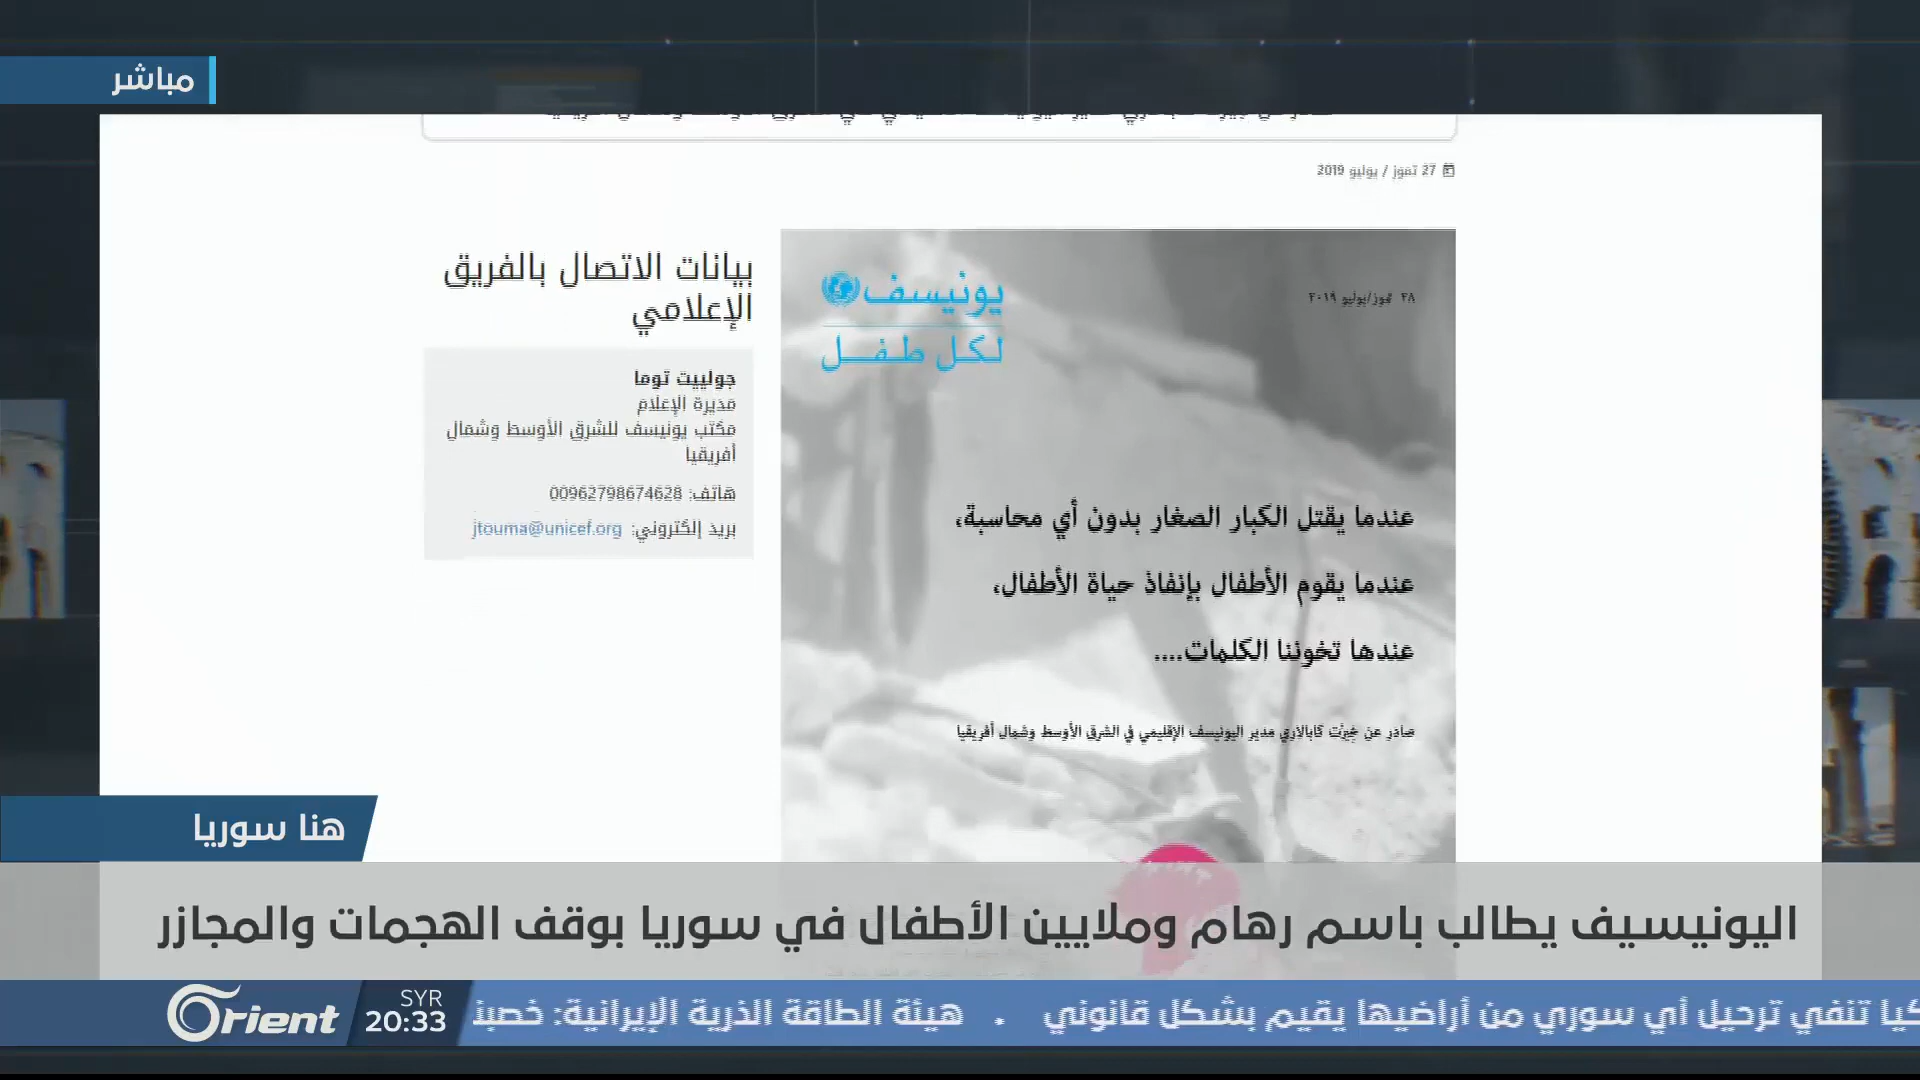 مباشر
27 تموز / يوليو 2019
بيانات الاتصال بالفريق
الإعلامي
جولييت توما
مديرة الإعلام
مكتب يونيسف للشرق الأوسط وشمال
أفريقيا
هاتف: 00962798674628
بريد إلكتروني: jtouma@unicef.org
٢٨ تموز/يوليو ٢٠١٩
يونيسف
لكل طفل
عندما يقتل الكبار الصغار بدون أي محاسبة،
عندما يقوم الأطفال بإنفاذ حياة الأطفال،
عندها تخوننا الكلمات....
صادر عن خِيرْت كابالاري مدير اليونيسف الإقليمي في الشرق الأوسط وشمال أفريقيا
هنا سوريا
اليونيسيف يطالب باسم رهام وملايين الأطفال في سوريا بوقف الهجمات والمجازر
كيا تنفي ترحيل أي سوري من أراضيها يقيم بشكل قانوني . هيئة الطاقة الذرية الإيرانية: خصبنا
SYR
20:33
Orient